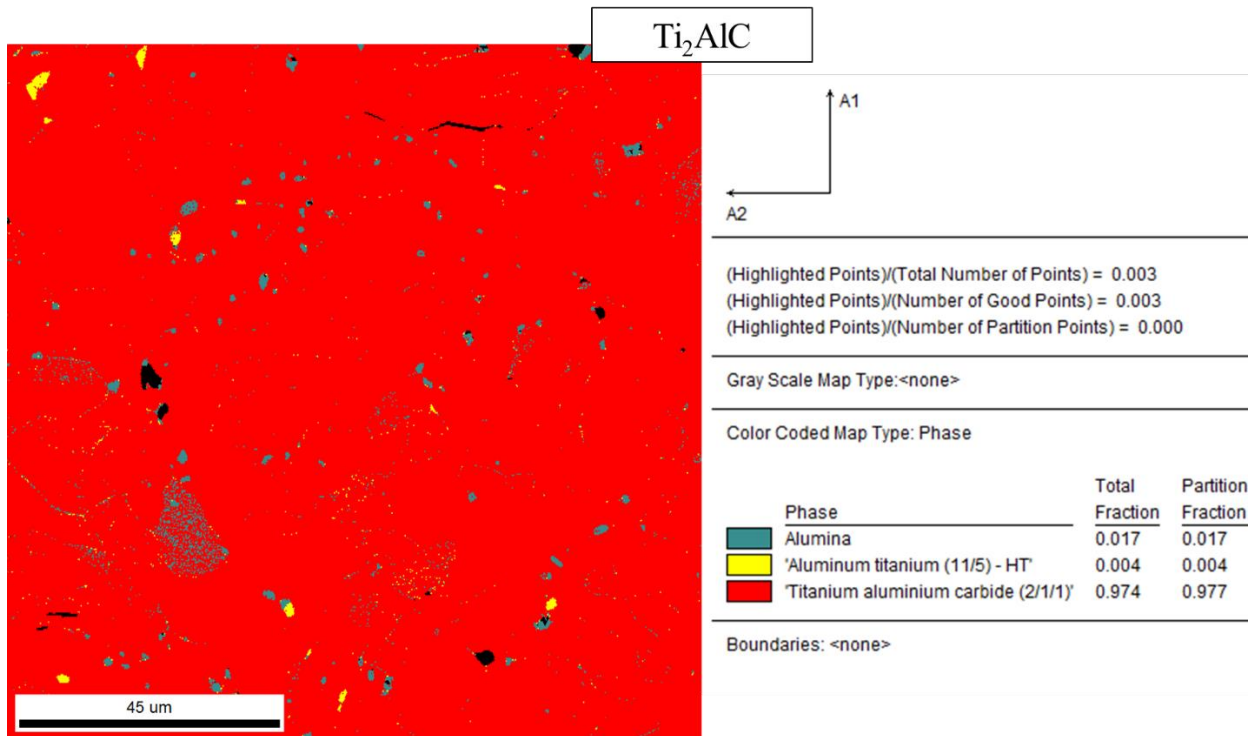 Ti₂AlC
A1
A2
(Highlighted Points)/(Total Number of Points) = 0.003
(Highlighted Points)/(Number of Good Points) = 0.003
(Highlighted Points)/(Number of Partition Points) = 0.000
Gray Scale Map Type:<none>
Color Coded Map Type: Phase
Total Partition
Phase Fraction Fraction
Alumina 0.017 0.017
'Aluminum titanium (11/5) - HT' 0.004 0.004
'Titanium aluminium carbide (2/1/1)' 0.974 0.977
Boundaries: <none>
45 um